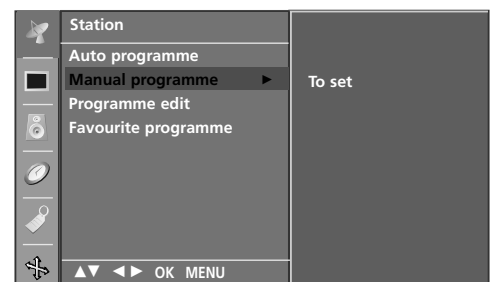 Station
Auto programme
Manual programme ►
To set
Programme edit
Favourite programme
▲▼ ◄► OK MENU